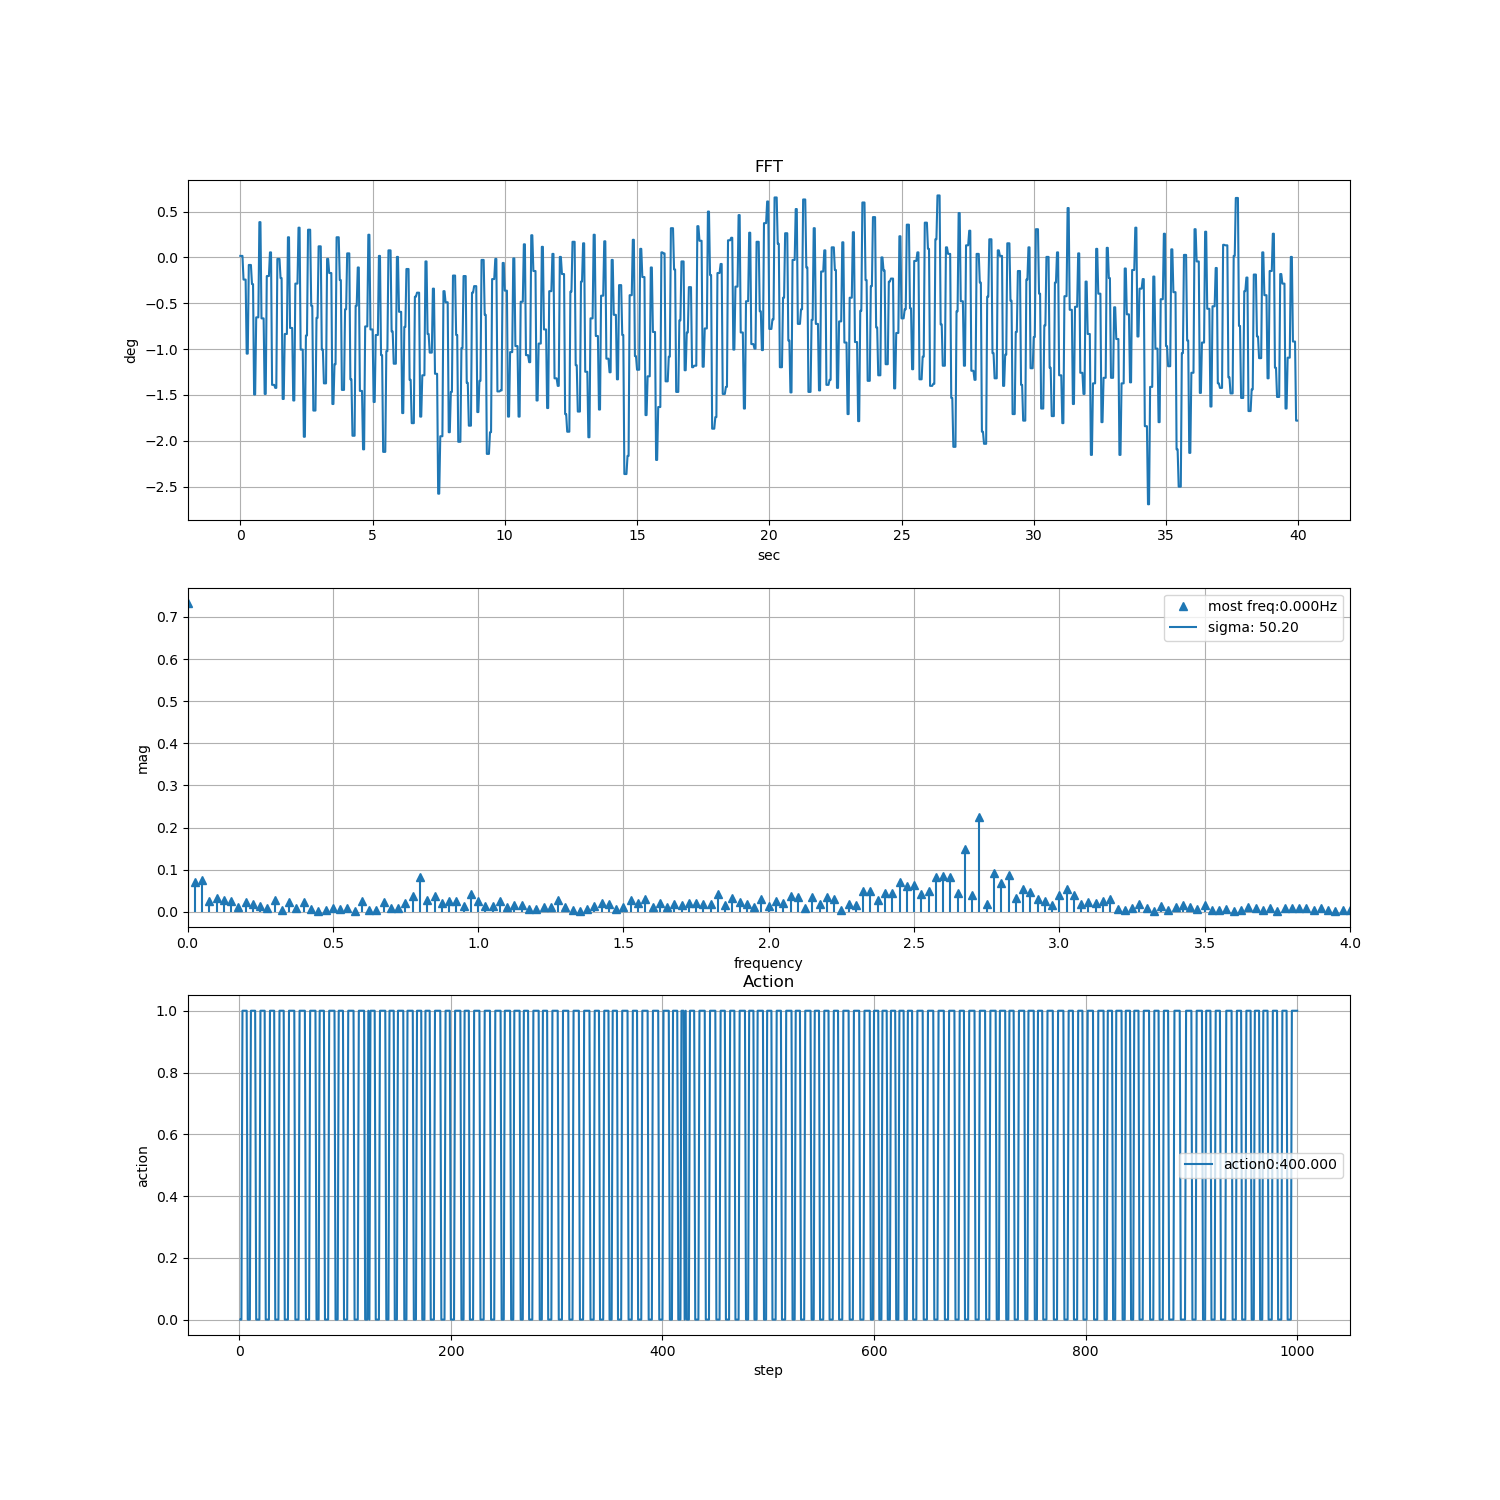 FFT
0.5
0.0
−0.5
−1.0
−1.5
−2.0
−2.5
deg
0 5 10 15 20 25 30 35 40
sec
most freq:0.000Hz
sigma: 50.20
0.7
0.6
0.5
0.4
0.3
0.2
0.1
0.0
mag
0.0 0.5 1.0 1.5 2.0 2.5 3.0 3.5 4.0
frequency
Action
1.0
0.8
0.6
0.4
0.2
0.0
action
action0:400.000
0 200 400 600 800 1000
step